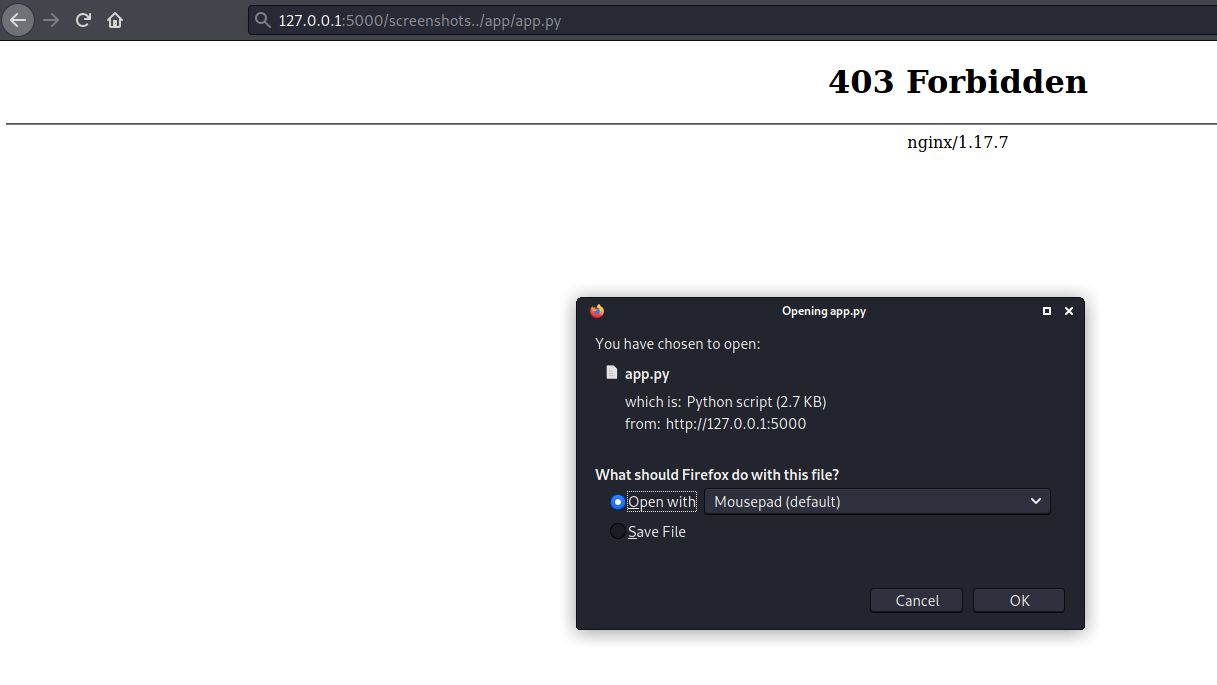 127.0.0.1:5000/screenshots../app/app.py
403 Forbidden
nginx/1.17.7
Opening app.py
You have chosen to open:
app.py
which is: Python script (2.7 KB)
from: http://127.0.0.1:5000
What should Firefox do with this file?
Open with Mousepad (default)
Save File
Cancel OK